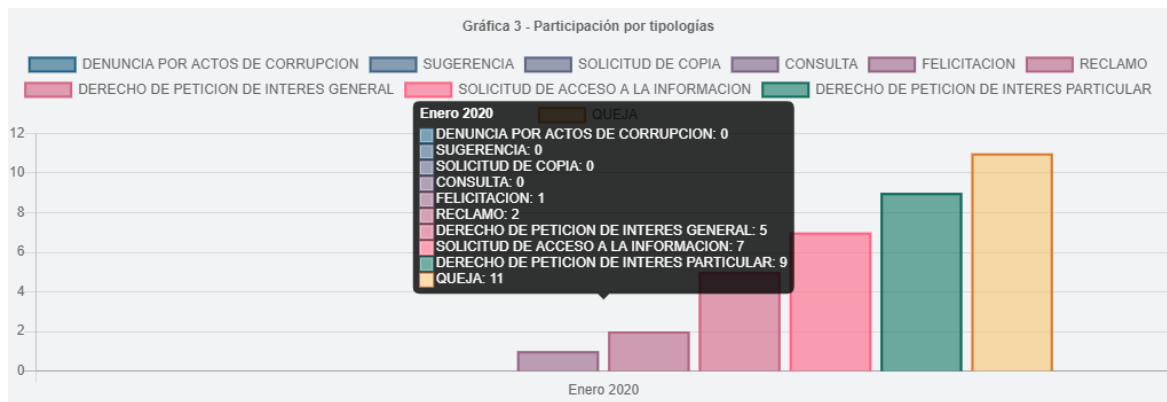 Gráfica 3 - Participación por tipologías
DENUNCIA POR ACTOS DE CORRUPCION SUGERENCIA SOLICITUD DE COPIA CONSULTA FELICITACION RECLAMO
DERECHO DE PETICION DE INTERES GENERAL SOLICITUD DE ACCESO A LA INFORMACION DERECHO DE PETICION DE INTERES PARTICULAR
QUEJA
Enero 2020
DENUNCIA POR ACTOS DE CORRUPCION: 0
SUGERENCIA: 0
SOLICITUD DE COPIA: 0
CONSULTA: 0
FELICITACION: 1
RECLAMO: 2
DERECHO DE PETICION DE INTERES GENERAL: 5
SOLICITUD DE ACCESO A LA INFORMACION: 7
DERECHO DE PETICION DE INTERES PARTICULAR: 9
QUEJA: 11
12
10
8
6
4
2
0
Enero 2020